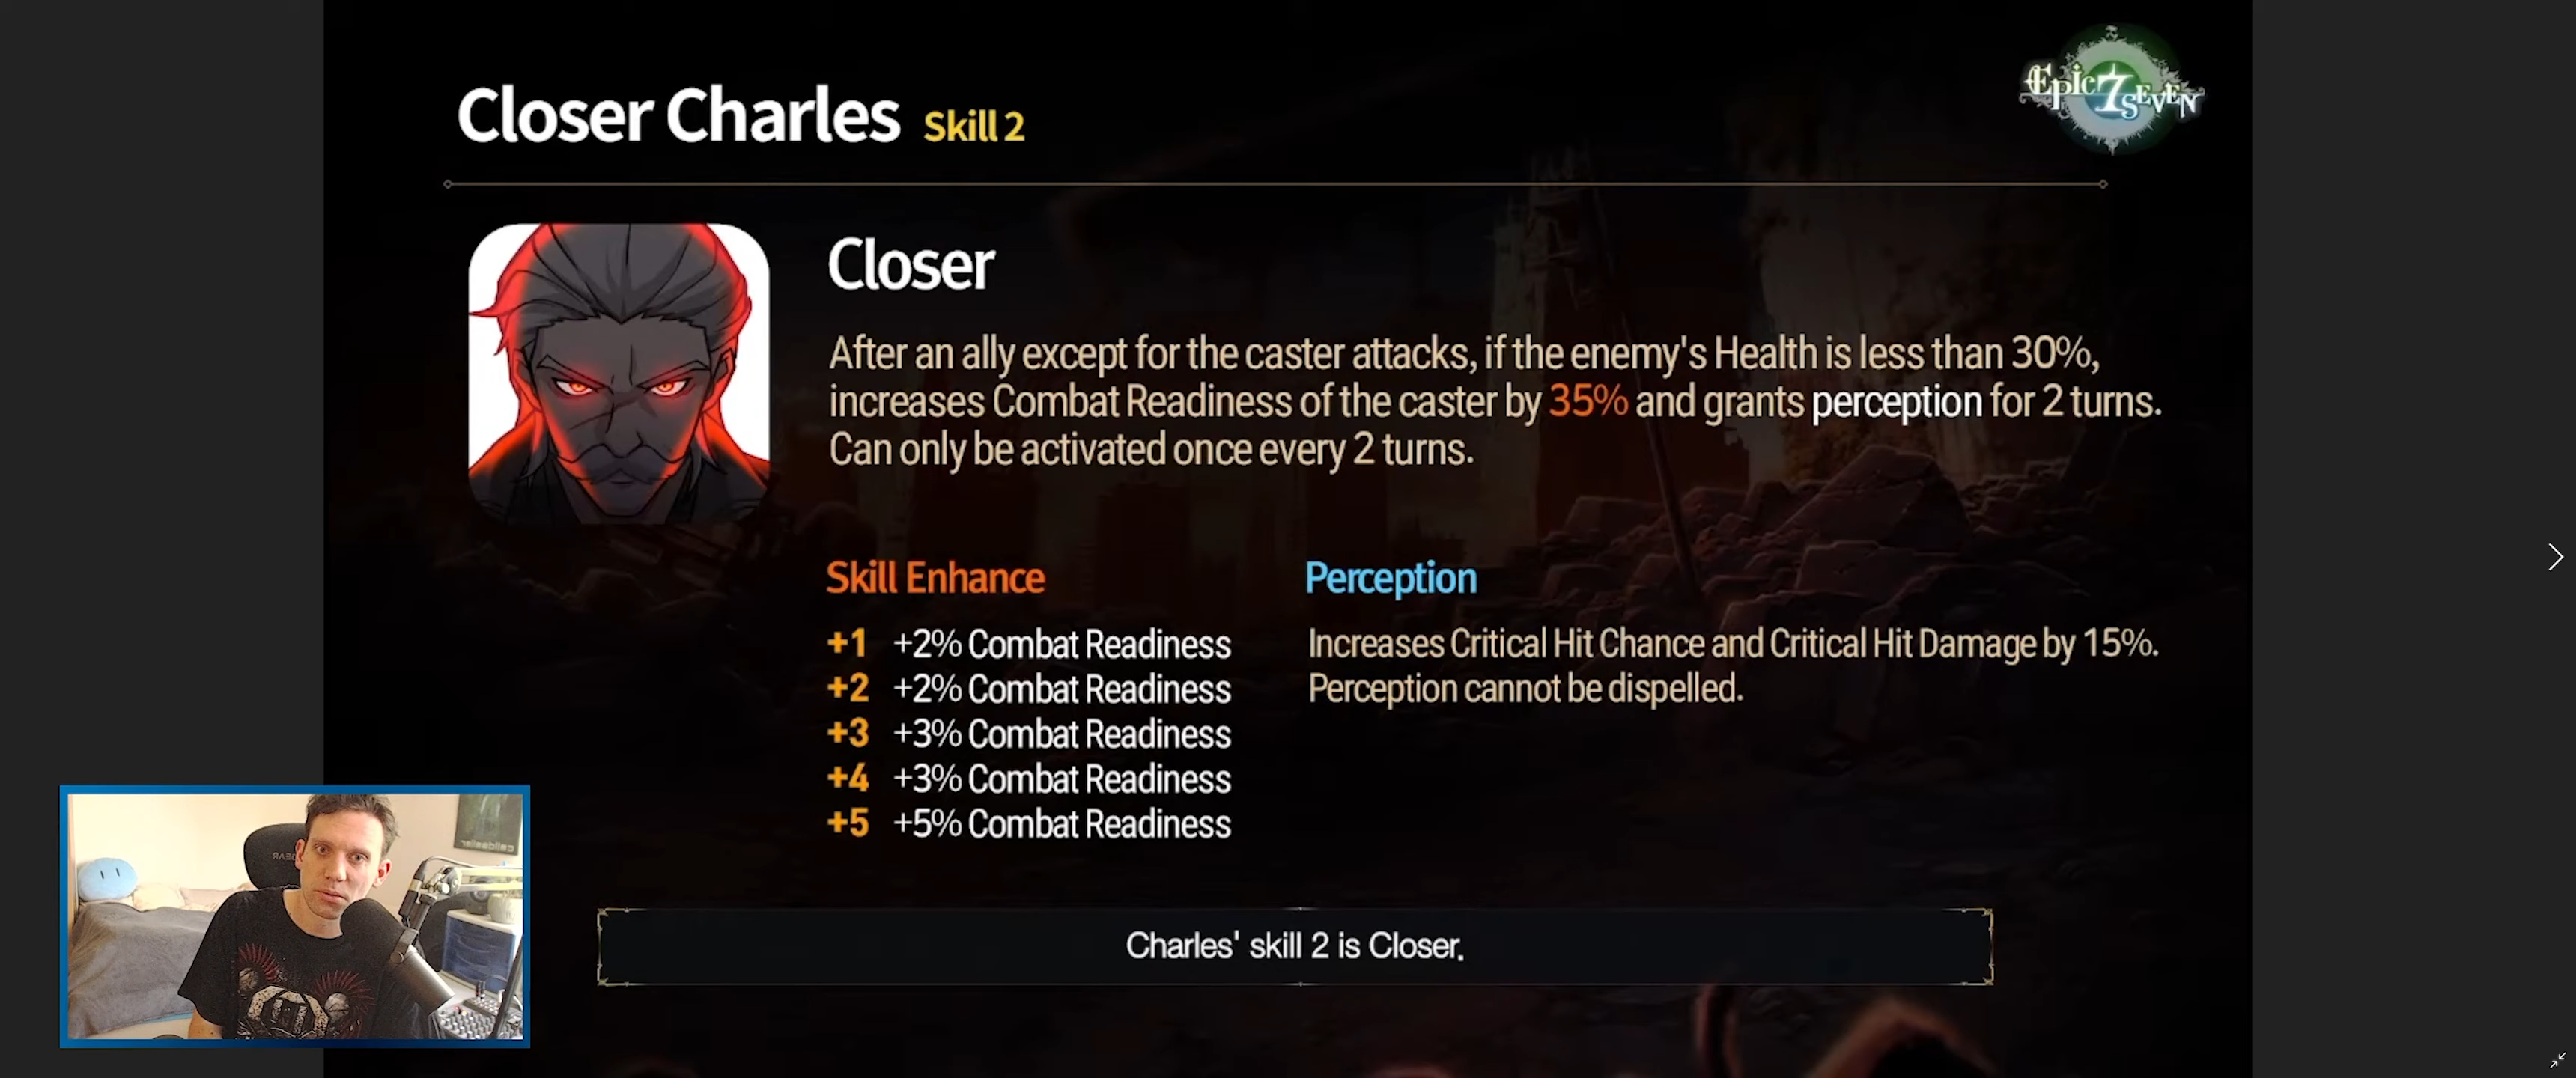 Closer Charles Skill 2
Epic 7 Seven
Closer
After an ally except for the caster attacks, if the enemy's Health is less than 30%,
increases Combat Readiness of the caster by 35% and grants perception for 2 turns.
Can only be activated once every 2 turns.
Skill Enhance
+1 +2% Combat Readiness
+2 +2% Combat Readiness
+3 +3% Combat Readiness
+4 +3% Combat Readiness
+5 +5% Combat Readiness
Perception
Increases Critical Hit Chance and Critical Hit Damage by 15%.
Perception cannot be dispelled.
Charles' skill 2 is Closer.